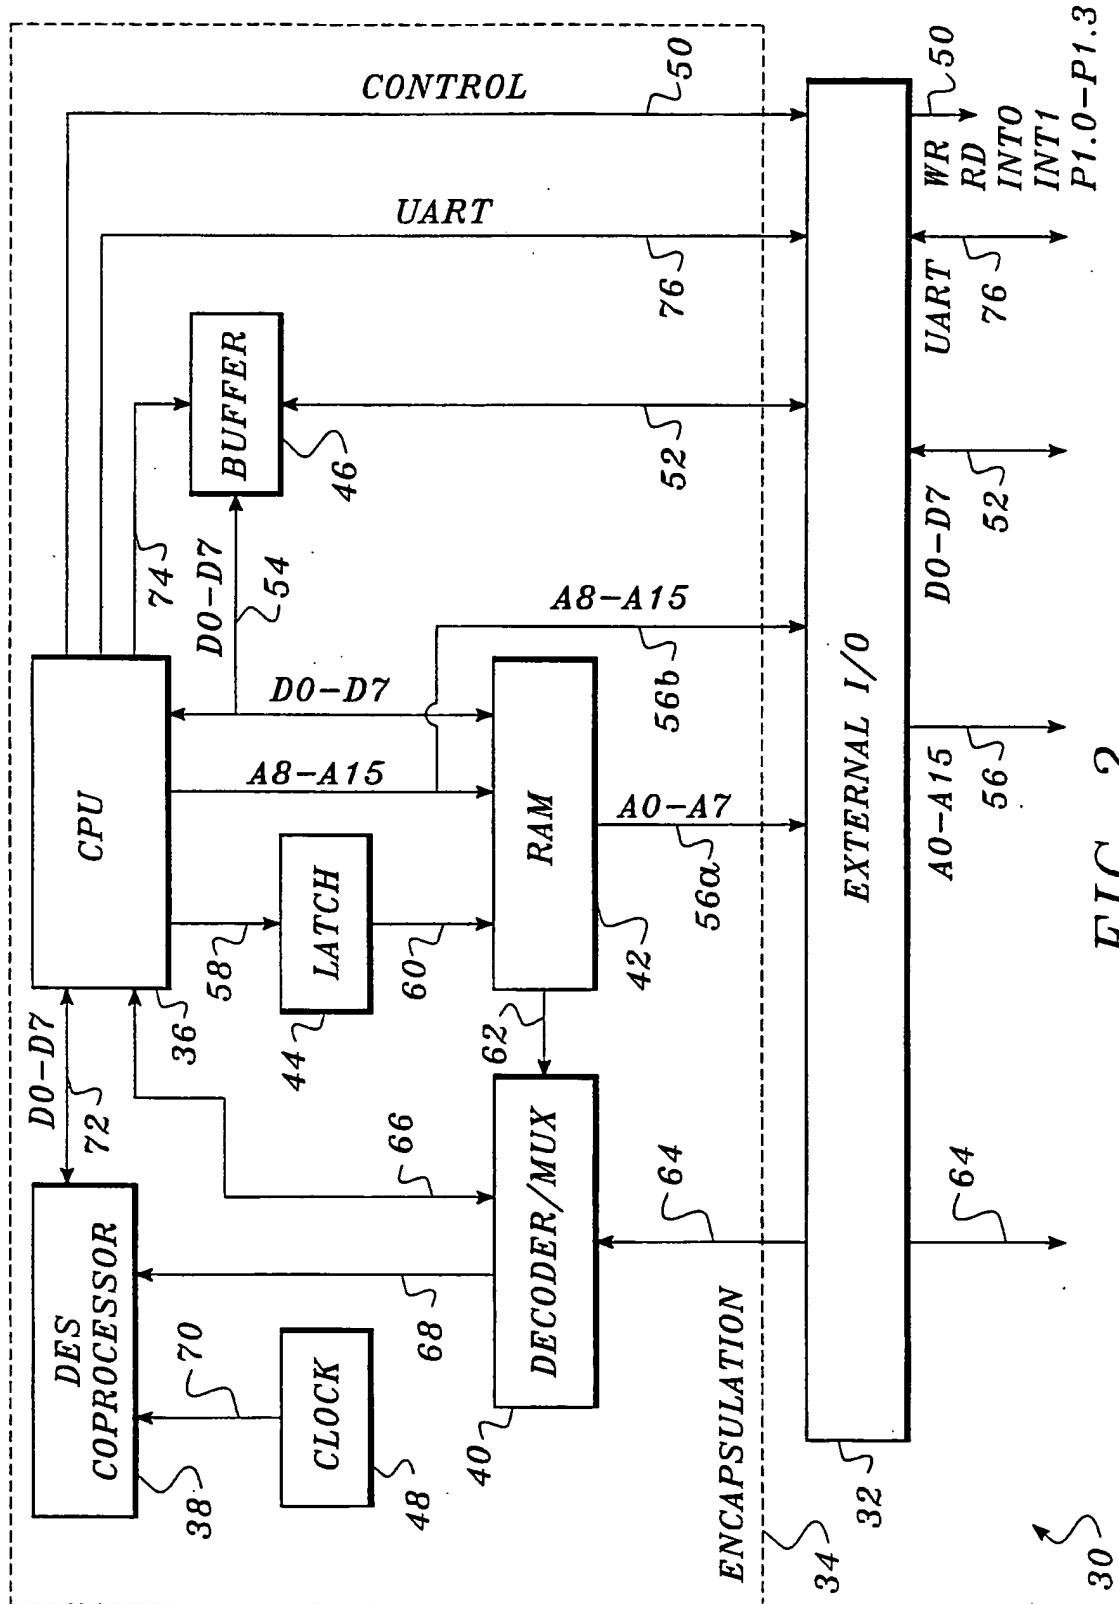 DES
COPROCESSOR
38
D0-D7
72
CPU
36
CONTROL
50
70
CLOCK
48
58
LATCH
44
60
74
D0-D7
54
BUFFER
46
UART
76
66
68
A8-A15
D0-D7
DECODER/MUX
40
62
RAM
42
A8-A15
56b
A0-A7
56a
52
64
ENCAPSULATION
34
EXTERNAL I/O
32
64
A0-A15
56
D0-D7
52
UART
76
50
WR
RD
INT0
INT1
P1.0-P1.3
30
FIG. 2